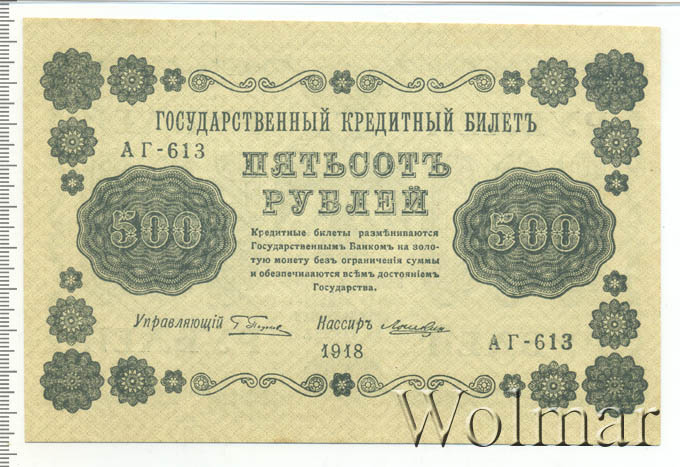 ГОСУДАРСТВЕННЫЙ КРЕДИТНЫЙ БИЛЕТЪ
АГ-613
ПЯТЬСОТЪ
РУБЛЕЙ
500
500
Кредитные билеты размѣниваются
Государственнымъ Банкомъ на золо-
тую монету безъ ограниченія суммы
и обезпечиваются всѣмъ достояніемъ
Государства.
Управляющій
Кассиръ
1918
АГ-613
Wolmar